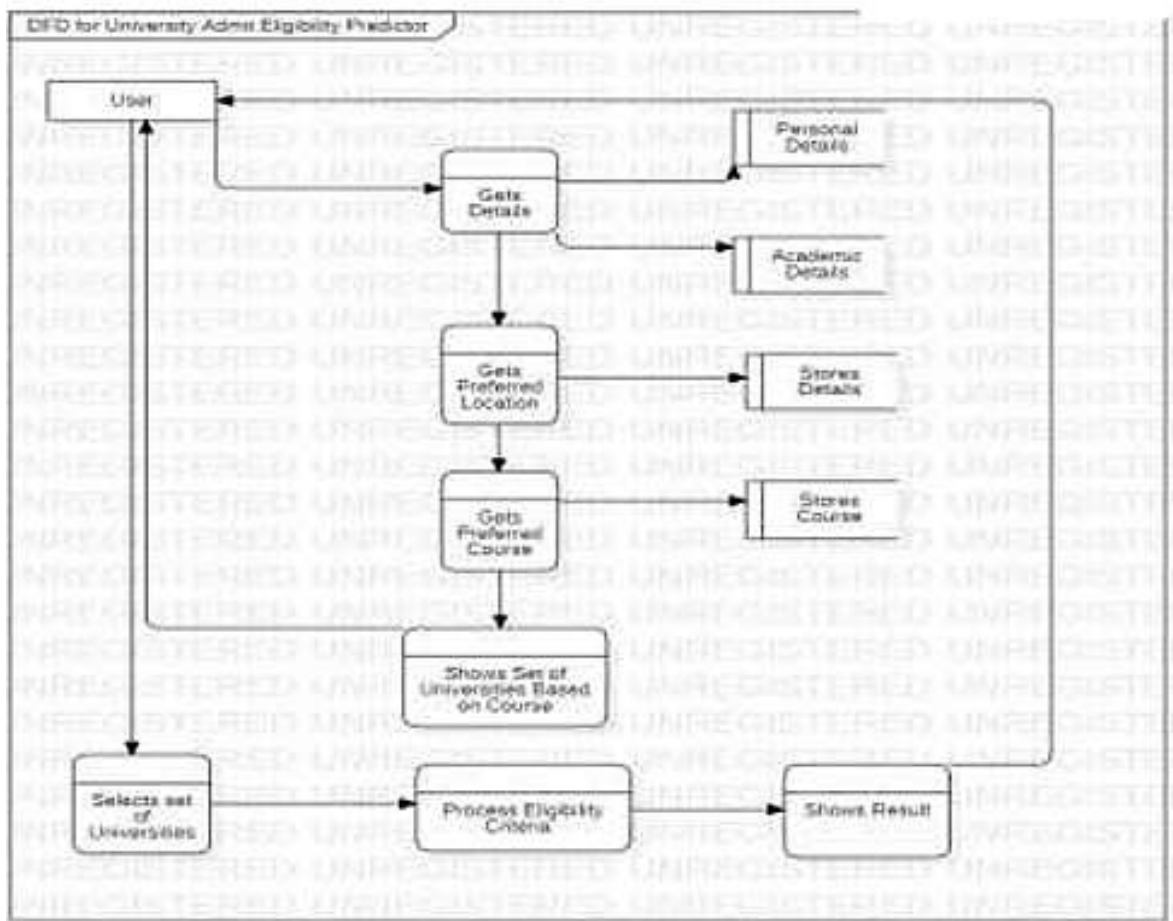 DFD for University Admit Eligibility Predictor
User
Personal
Details
Gets
Details
Academic
Details
Gets
Preferred
Location
Stores
Details
Gets
Preferred
Course
Stores
Course
Shows Set of
Universities Based
on Course
Selects set
of
Universities
Process Eligibility
Criteria
Shows Result
UNREGISTERED